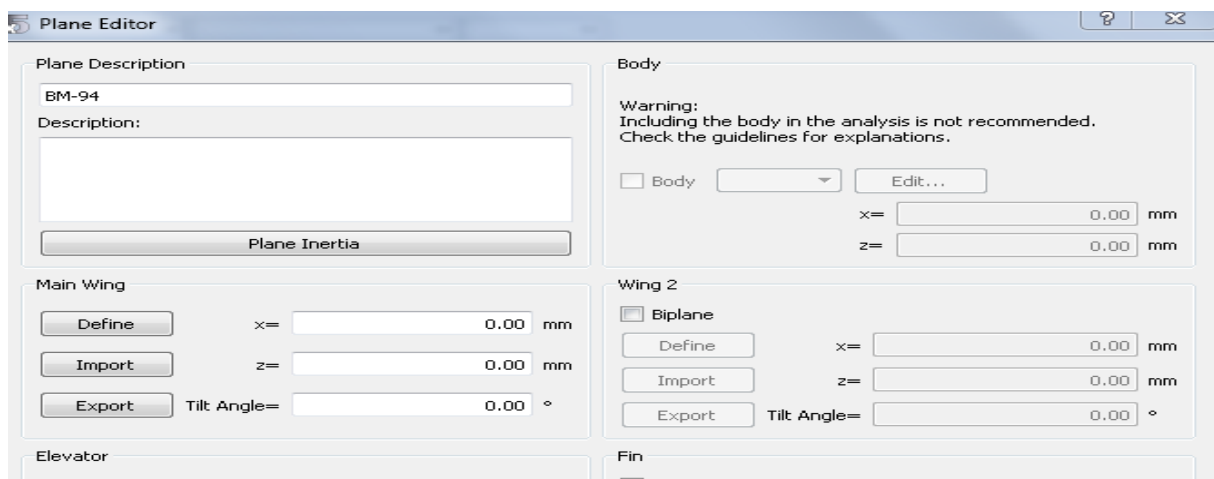 Plane Editor
Plane Description
BM-94
Description:
Plane Inertia
Body
Warning:
Including the body in the analysis is not recommended.
Check the guidelines for explanations.
Body Edit...
x= 0.00 mm
z= 0.00 mm
Main Wing
Define x= 0.00 mm
Import z= 0.00 mm
Export Tilt Angle= 0.00 °
Wing 2
Biplane
Define x= 0.00 mm
Import z= 0.00 mm
Export Tilt Angle= 0.00 °
Elevator
Fin